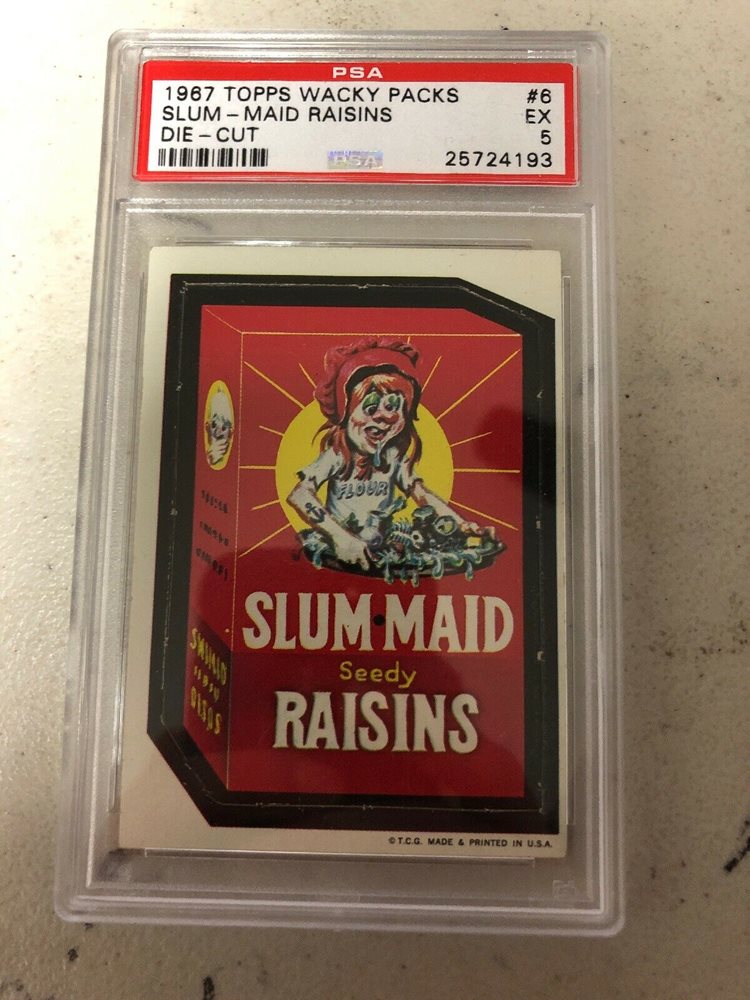 PSA
1967 TOPPS WACKY PACKS #6
SLUM-MAID RAISINS EX
DIE-CUT 5
PSA 25724193
FLOUR
SLUM·MAID
Seedy
RAISINS
©T.C.G. MADE & PRINTED IN U.S.A.